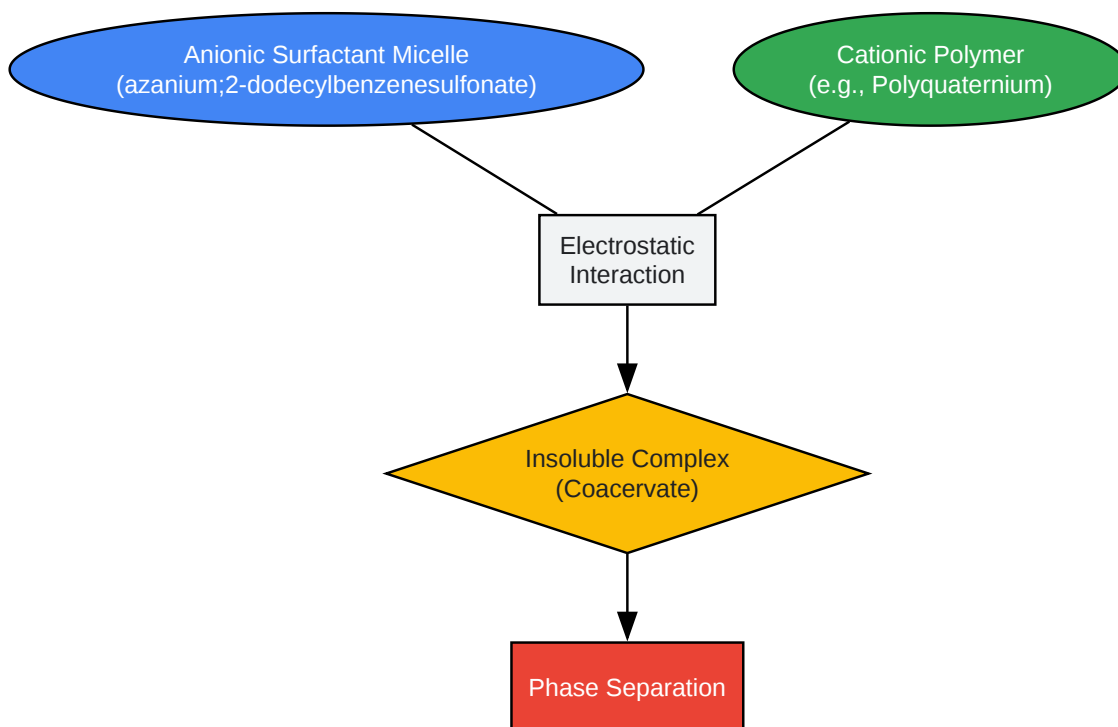 Anionic Surfactant Micelle
(azanium;2-dodecylbenzenesulfonate)
Cationic Polymer
(e.g., Polyquaternium)
Electrostatic
Interaction
Insoluble Complex
(Coacervate)
Phase Separation